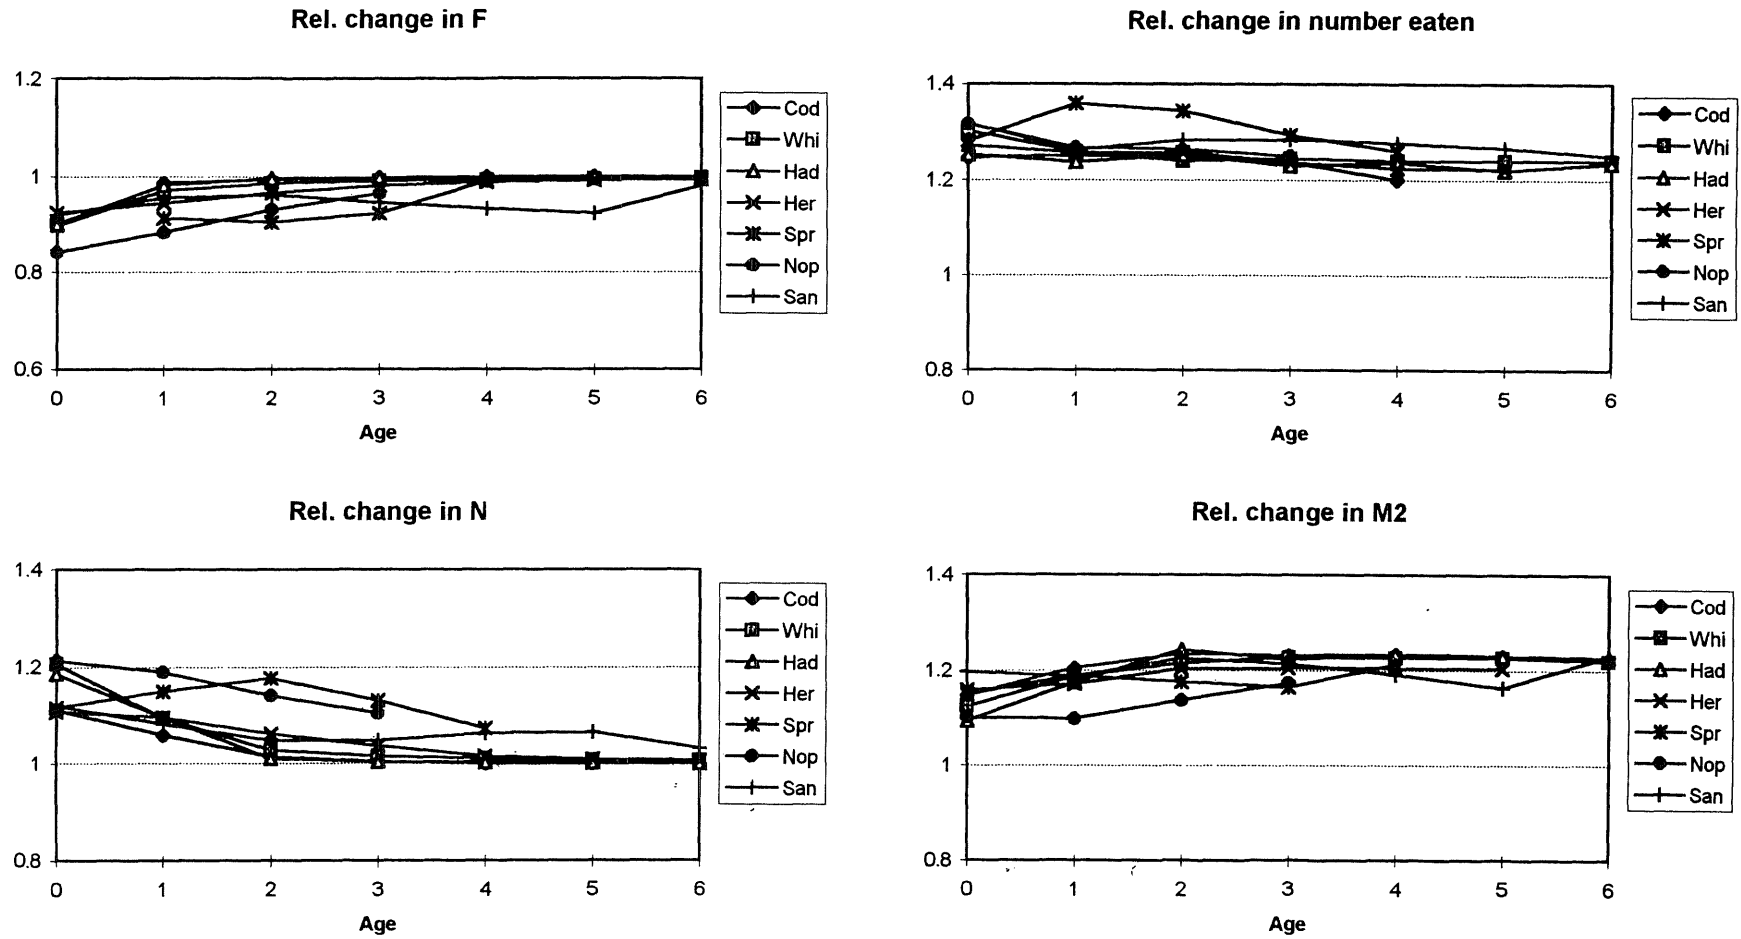 Rel. change in F
1.2
1
0.8
0.6
0 1 2 3 4 5 6
Age
Cod
Whi
Had
Her
Spr
Nop
San
Rel. change in number eaten
1.4
1.2
1
0.8
0 1 2 3 4 5 6
Age
Cod
Whi
Had
Her
Spr
Nop
San
Rel. change in N
1.4
1.2
1
0.8
0 1 2 3 4 5 6
Age
Cod
Whi
Had
Her
Spr
Nop
San
Rel. change in M2
1.4
1.2
1
0.8
0 1 2 3 4 5 6
Age
Cod
Whi
Had
Her
Spr
Nop
San